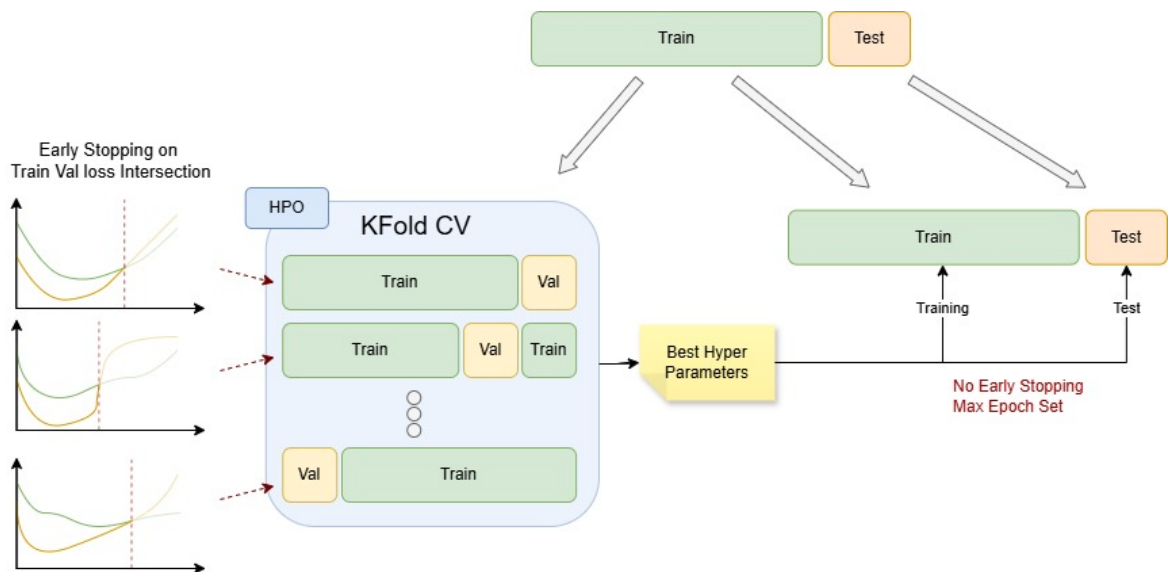 Train
Test
Early Stopping on
Train Val loss Intersection
HPO
KFold CV
Train
Val
Train
Val
Train
Val
Train
Best Hyper
Parameters
Train
Test
Training
Test
No Early Stopping
Max Epoch Set